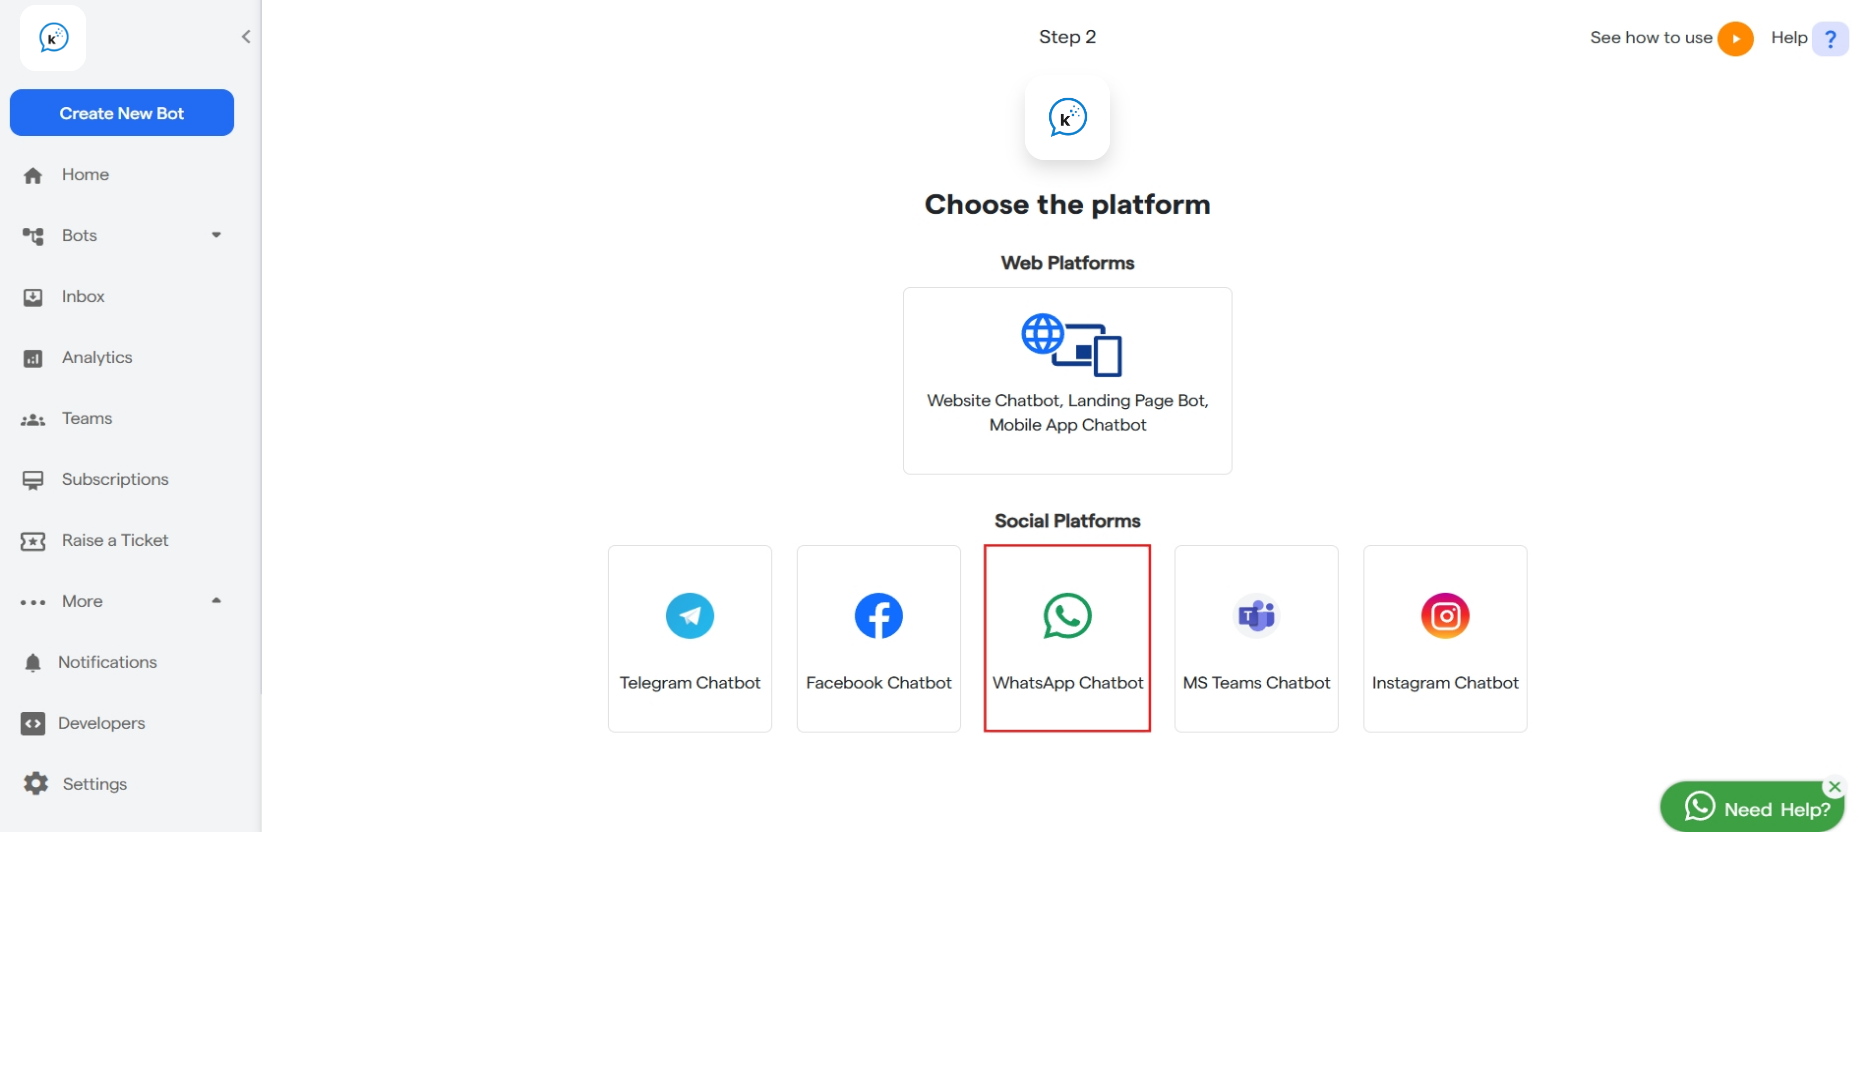 k
Create New Bot
Home
Bots
Inbox
Analytics
Teams
Subscriptions
Raise a Ticket
More
Notifications
Developers
Settings
Step 2
See how to use
Help ?
k
Choose the platform
Web Platforms
Website Chatbot, Landing Page Bot,
Mobile App Chatbot
Social Platforms
Telegram Chatbot
Facebook Chatbot
WhatsApp Chatbot
T
MS Teams Chatbot
Instagram Chatbot
Need Help?